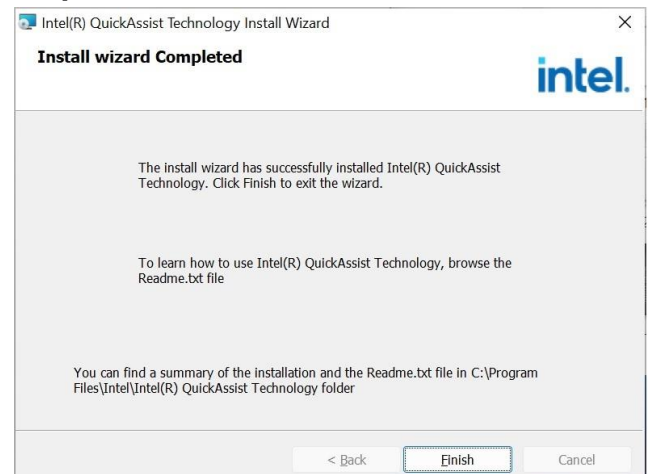 Intel(R) QuickAssist Technology Install Wizard
Install wizard Completed
intel.
The install wizard has successfully installed Intel(R) QuickAssist
Technology. Click Finish to exit the wizard.
To learn how to use Intel(R) QuickAssist Technology, browse the
Readme.txt file
You can find a summary of the installation and the Readme.txt file in C:\Program
Files\Intel\Intel(R) QuickAssist Technology folder
< Back
Finish
Cancel